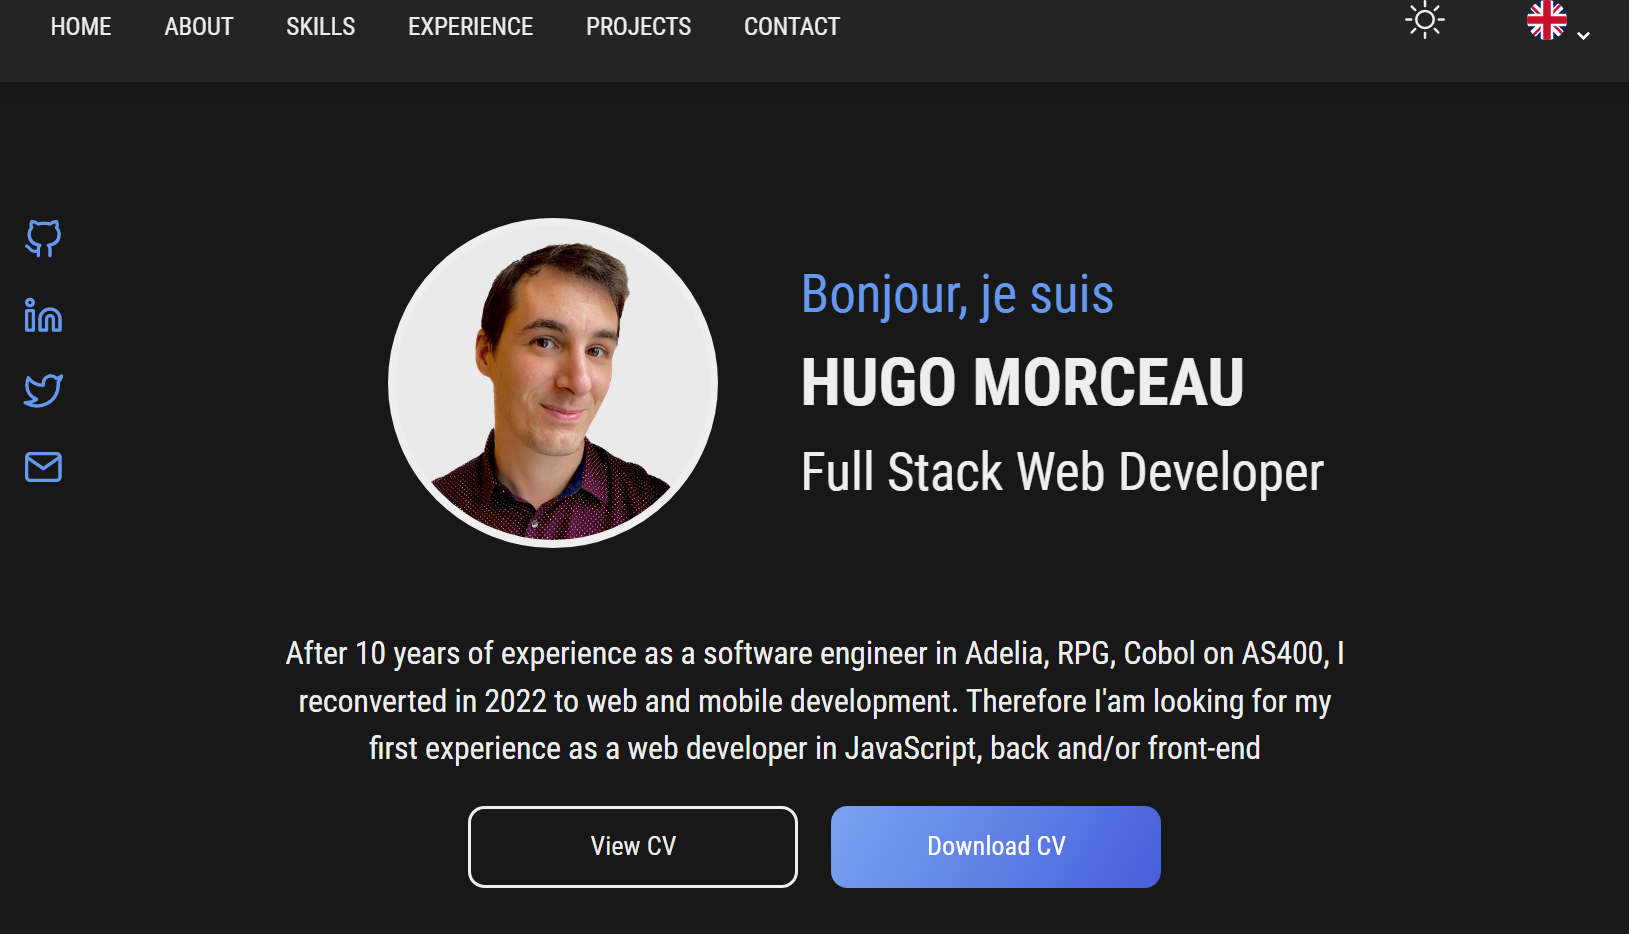 HOME ABOUT SKILLS EXPERIENCE PROJECTS CONTACT
Bonjour, je suis
HUGO MORCEAU
Full Stack Web Developer
After 10 years of experience as a software engineer in Adelia, RPG, Cobol on AS400, I
reconverted in 2022 to web and mobile development. Therefore I'am looking for my
first experience as a web developer in JavaScript, back and/or front-end
View CV Download CV